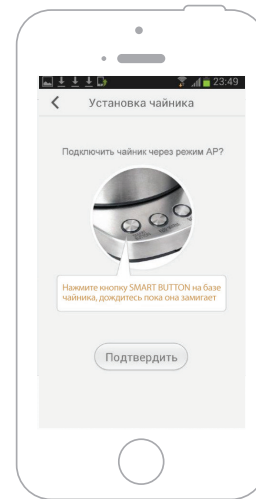 23:49
Установка чайника
Подключить чайник через режим AP?
Нажмите кнопку SMART BUTTON на базе
чайника, дождитесь пока она замигает
Подтвердить